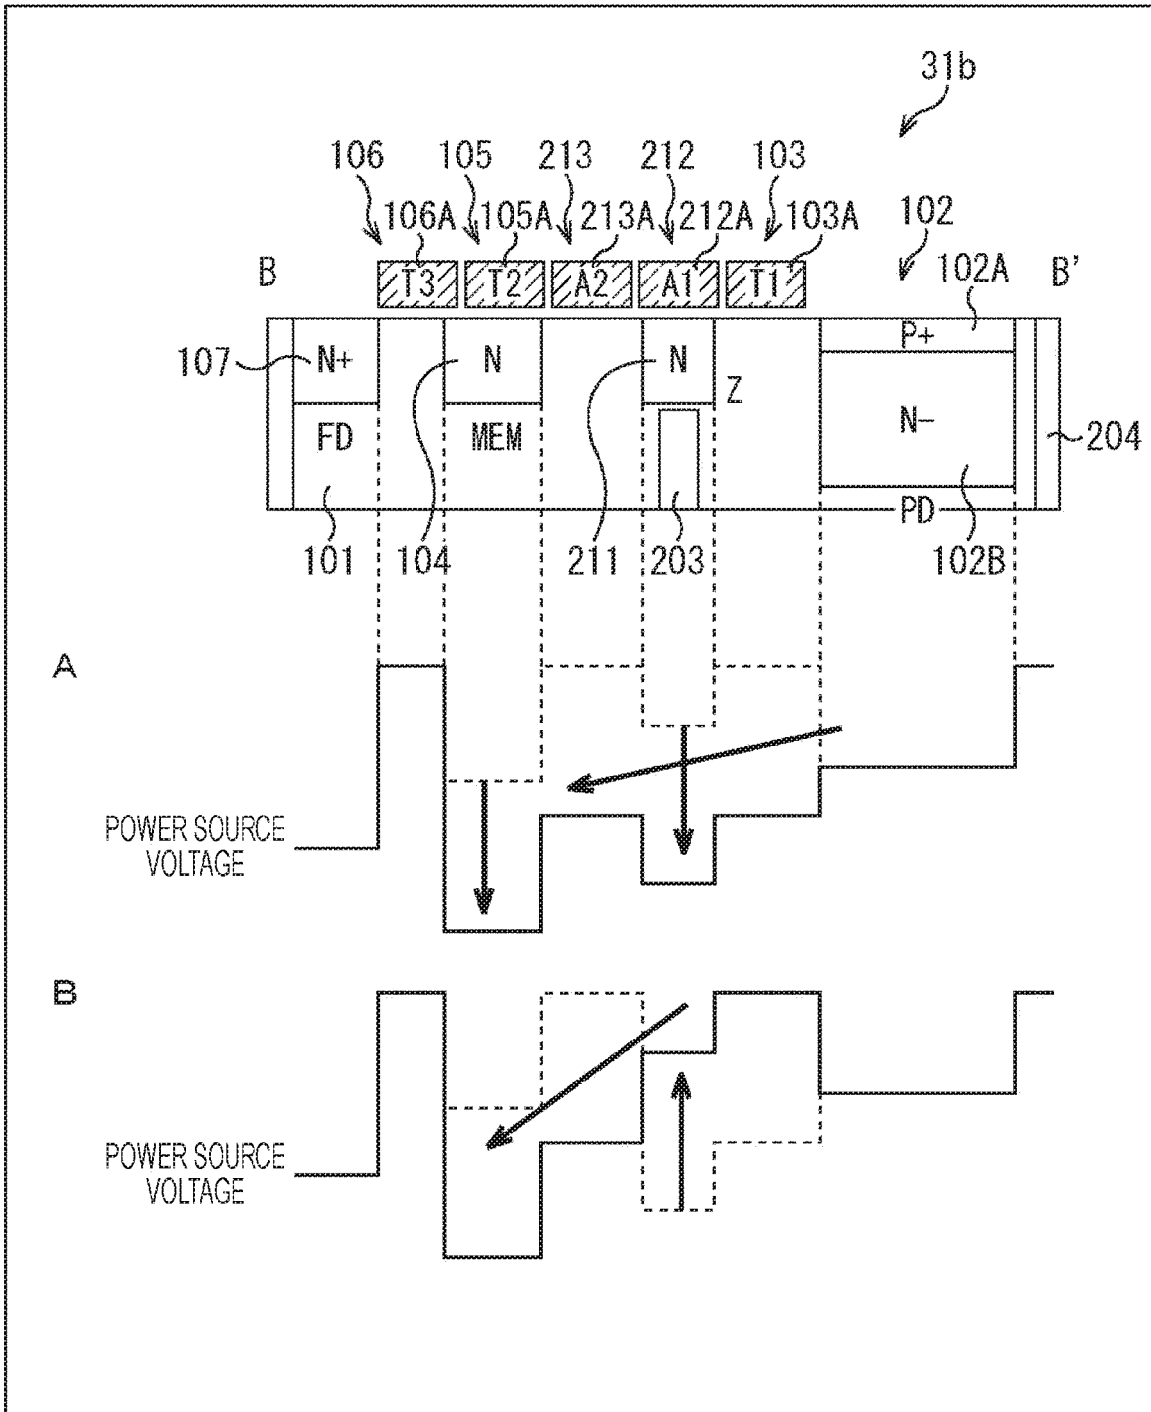 31b
106 105 213 212 103
102
106A 105A 213A 212A 103A
102A
B B'
T3 T2 A2 A1 T1
107 N+ N N P+
Z
FD MEM N- 204
PD
101 104 211 203 102B
A
POWER SOURCE
VOLTAGE
B
POWER SOURCE
VOLTAGE